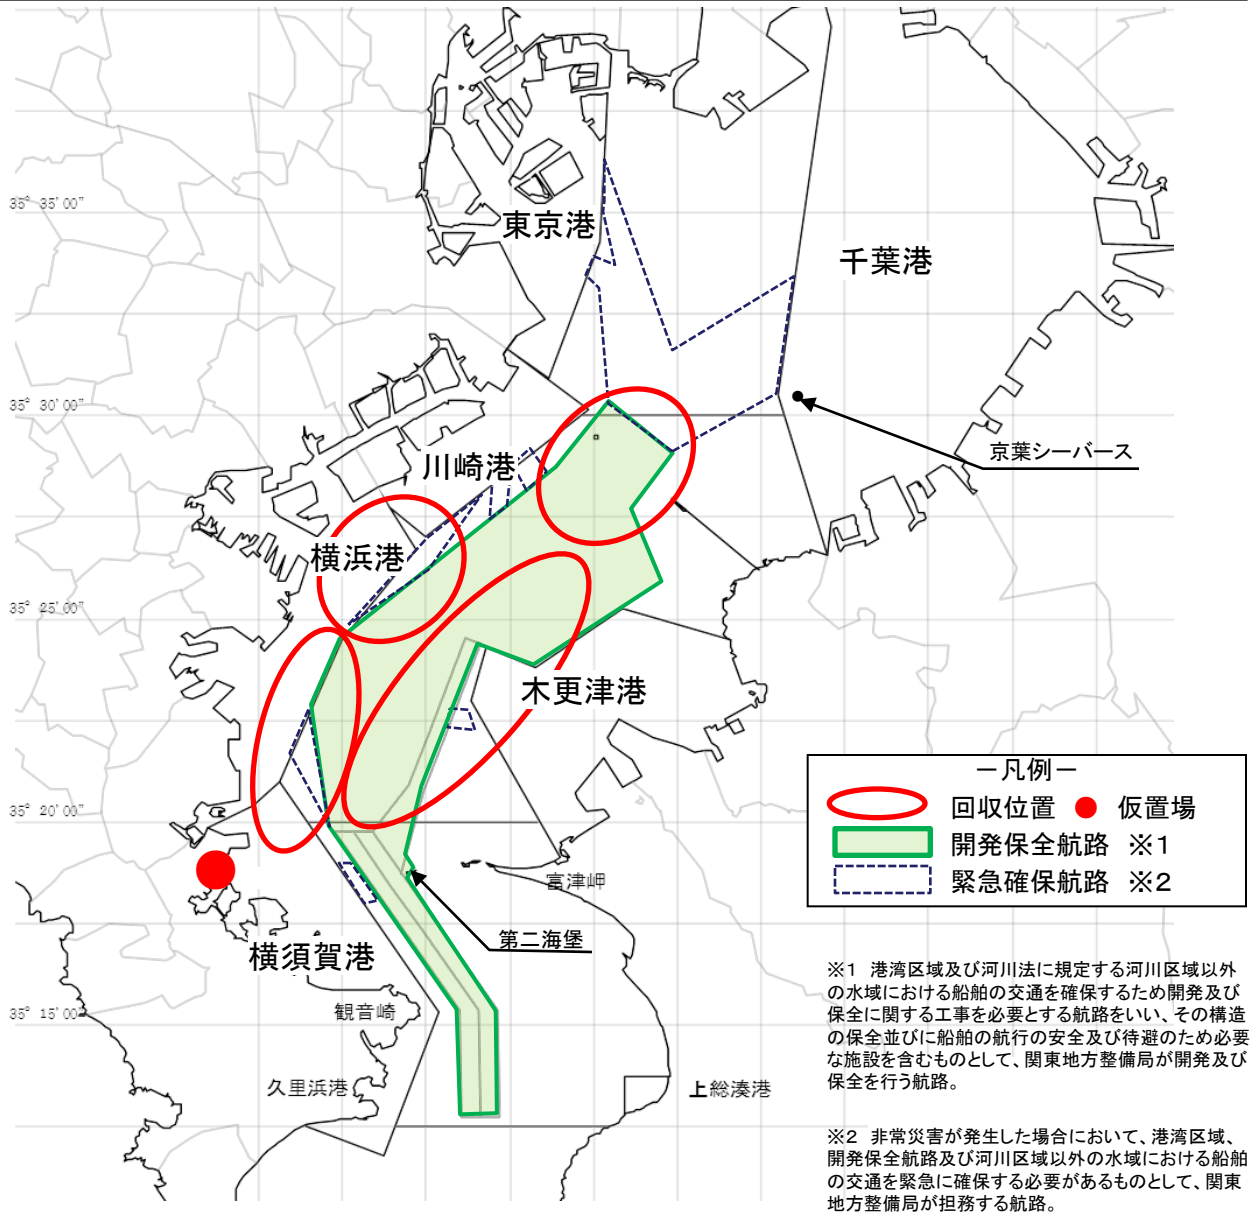 35° 35' 00"
東京港
千葉港
35° 30' 00"
京葉シーバース
川崎港
横浜港
35° 25' 00"
木更津港
－凡例－
回収位置 仮置場
35° 20' 00"
開発保全航路 ※1
緊急確保航路 ※2
富津岬
第二海堡
横須賀港
観音崎
35° 15' 00"
久里浜港
上総湊港
※1 港湾区域及び河川法に規定する河川区域以外
の水域における船舶の交通を確保するため開発及び
保全に関する工事を必要とする航路をいい、その構造
の保全並びに船舶の航行の安全及び待避のため必要
な施設を含むものとして、関東地方整備局が開発及び
保全を行う航路。
※2 非常災害が発生した場合において、港湾区域、
開発保全航路及び河川区域以外の水域における船舶
の交通を緊急に確保する必要があるものとして、関東
地方整備局が担務する航路。